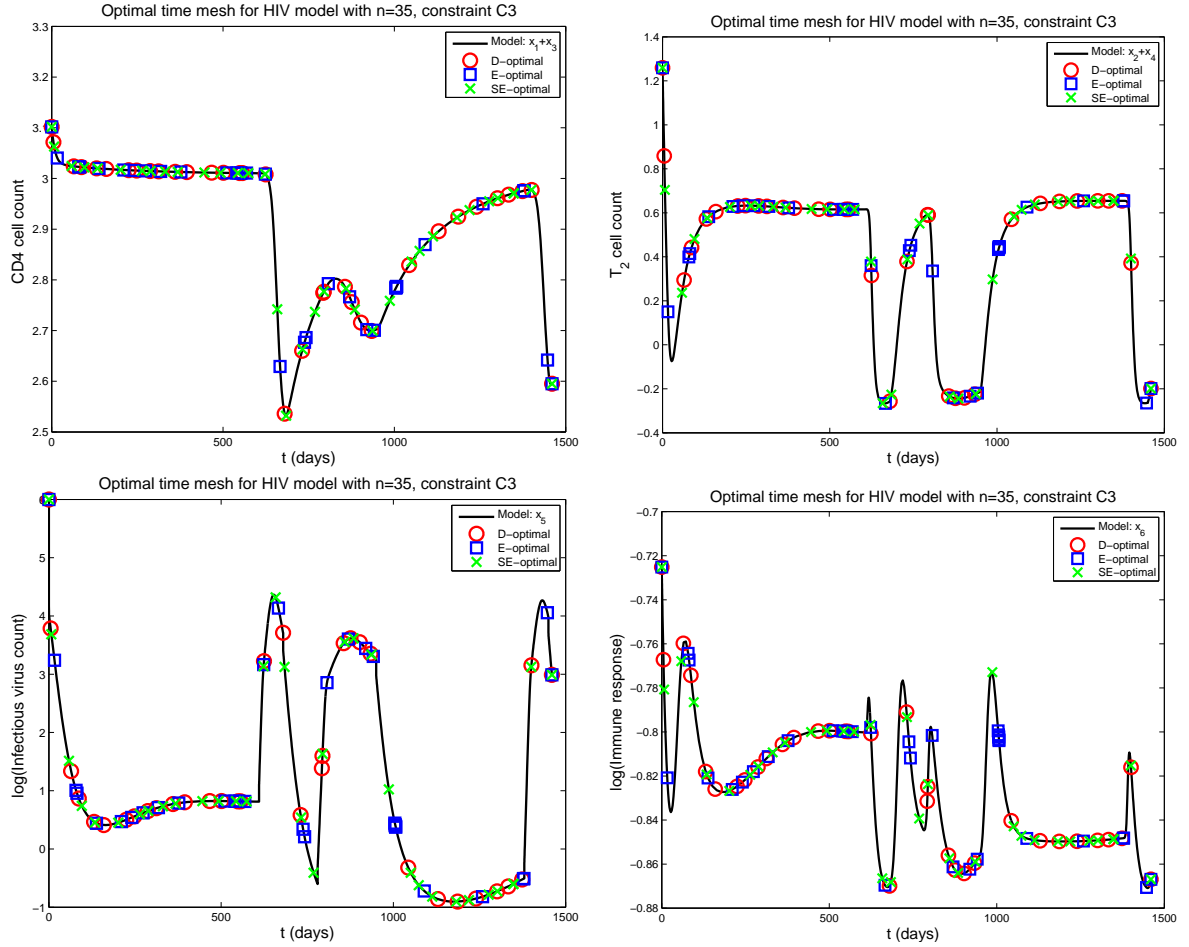 Optimal time mesh for HIV model with n=35, constraint C3
3.3
3.2
3.1
3
2.9
2.8
2.7
2.6
2.5
0
500
1000
1500
CD4 cell count
t (days)
Model: x1+x3
D−optimal
E−optimal
SE−optimal
Optimal time mesh for HIV model with n=35, constraint C3
1.4
1.2
1
0.8
0.6
0.4
0.2
0
−0.2
−0.4
0
500
1000
1500
T2 cell count
t (days)
Model: x2+x4
D−optimal
E−optimal
SE−optimal
Optimal time mesh for HIV model with n=35, constraint C3
6
5
4
3
2
1
0
−1
0
500
1000
1500
log(Infectious virus count)
t (days)
Model: x5
D−optimal
E−optimal
SE−optimal
Optimal time mesh for HIV model with n=35, constraint C3
−0.7
−0.72
−0.74
−0.76
−0.78
−0.8
−0.82
−0.84
−0.86
−0.88
0
500
1000
1500
log(Immune response)
t (days)
Model: x6
D−optimal
E−optimal
SE−optimal